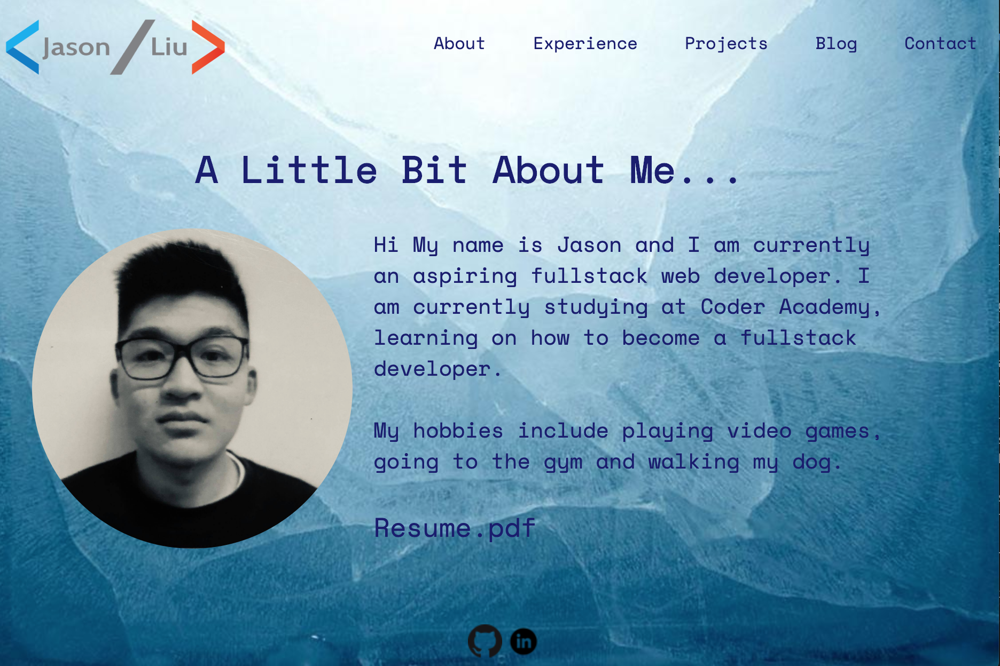 Jason / Liu
About Experience Projects Blog Contact
A Little Bit About Me...
Hi My name is Jason and I am currently
an aspiring fullstack web developer. I
am currently studying at Coder Academy,
learning on how to become a fullstack
developer.
My hobbies include playing video games,
going to the gym and walking my dog.
Resume.pdf
in